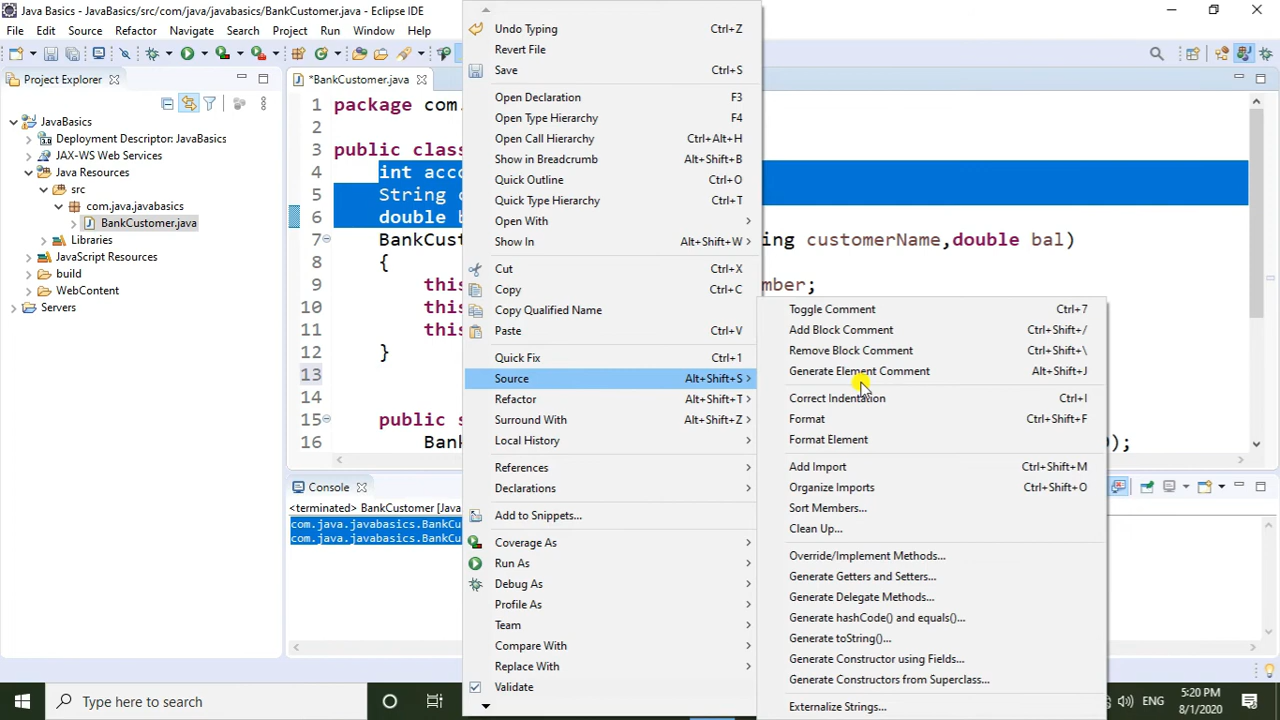 Java Basics - JavaBasics/src/com/java/javabasics/BankCustomer.java - Eclipse IDE
File Edit Source Refactor Navigate Search Project Run Window Help
Project Explorer
JavaBasics
Deployment Descriptor: JavaBasics
JAX-WS Web Services
Java Resources
src
com.java.javabasics
BankCustomer.java
Libraries
JavaScript Resources
build
WebContent
Servers
*BankCustomer.java
1 package com.
2
3 public class
4 int acco
5 String
6 double b
7 BankCust ing customerName,double bal)
8 {
9 this mber;
10 this
11 this
12 }
13
14
15 public s
16 Bank 0);
Console
<terminated> BankCustomer [Java
com.java.javabasics.BankCu
com.java.javabasics.BankCu
Undo Typing Ctrl+Z
Revert File
Save Ctrl+S
Open Declaration F3
Open Type Hierarchy F4
Open Call Hierarchy Ctrl+Alt+H
Show in Breadcrumb Alt+Shift+B
Quick Outline Ctrl+O
Quick Type Hierarchy Ctrl+T
Open With
Show In Alt+Shift+W
Cut Ctrl+X
Copy Ctrl+C
Copy Qualified Name
Paste Ctrl+V
Quick Fix Ctrl+1
Source Alt+Shift+S
Refactor Alt+Shift+T
Surround With Alt+Shift+Z
Local History
References
Declarations
Add to Snippets...
Coverage As
Run As
Debug As
Profile As
Team
Compare With
Replace With
Validate
Toggle Comment Ctrl+7
Add Block Comment Ctrl+Shift+/
Remove Block Comment Ctrl+Shift+\
Generate Element Comment Alt+Shift+J
Correct Indentation Ctrl+I
Format Ctrl+Shift+F
Format Element
Add Import Ctrl+Shift+M
Organize Imports Ctrl+Shift+O
Sort Members...
Clean Up...
Override/Implement Methods...
Generate Getters and Setters...
Generate Delegate Methods...
Generate hashCode() and equals()...
Generate toString()...
Generate Constructor using Fields...
Generate Constructors from Superclass...
Externalize Strings...
Type here to search
ENG
5:20 PM
8/1/2020